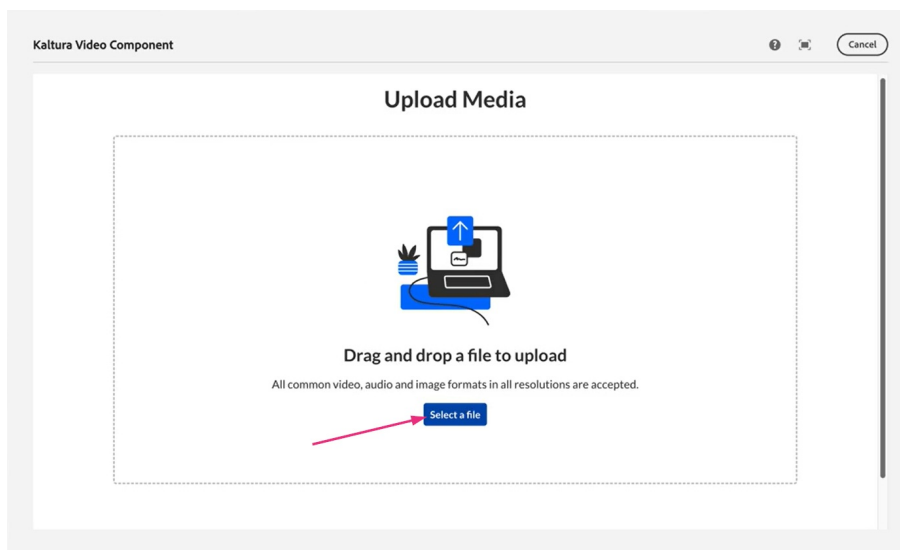 Kaltura Video Component
Cancel
Upload Media
Drag and drop a file to upload
All common video, audio and image formats in all resolutions are accepted.
Select a file